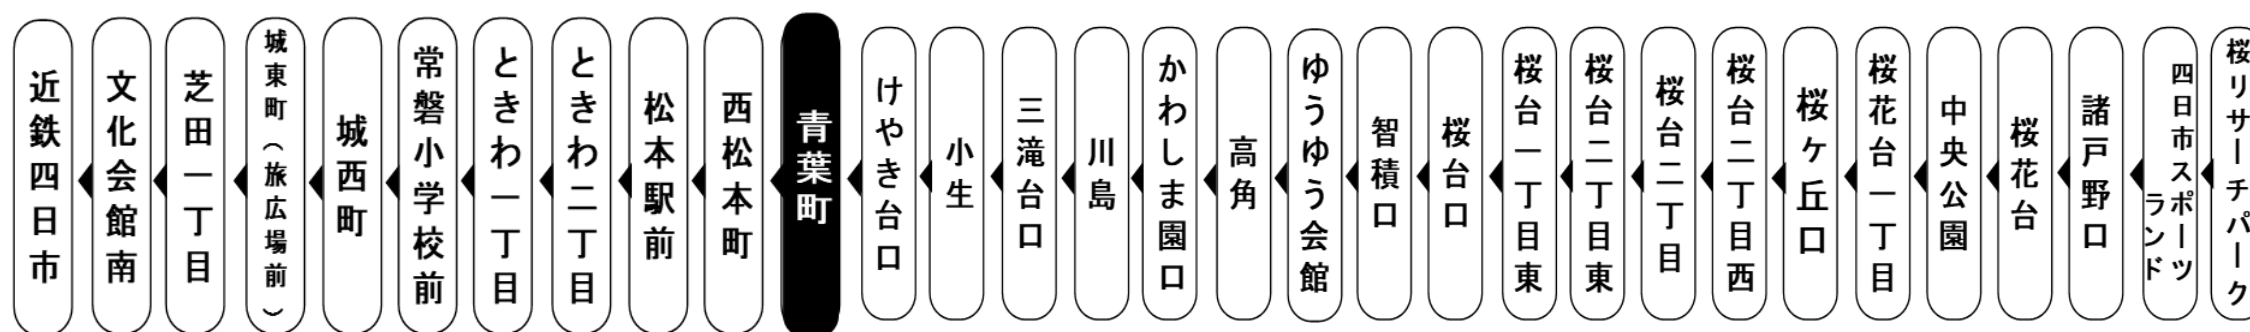 近鉄四日市
文化会館南
芝田一丁目
城東町(旅広場前)
城西町
常磐小学校前
ときわ一丁目
ときわ二丁目
松本駅前
西松本町
青葉町
けやき台口
小生
三滝台口
川島
かわしま園口
高角
ゆうゆう会館
智積口
桜台口
桜台一丁目東
桜台二丁目東
桜台二丁目
桜台二丁目西
桜ケ丘口
桜花台一丁目
中央公園
桜花台
諸戸野口
四日市スポーツ
ランド
桜リサーチパーク